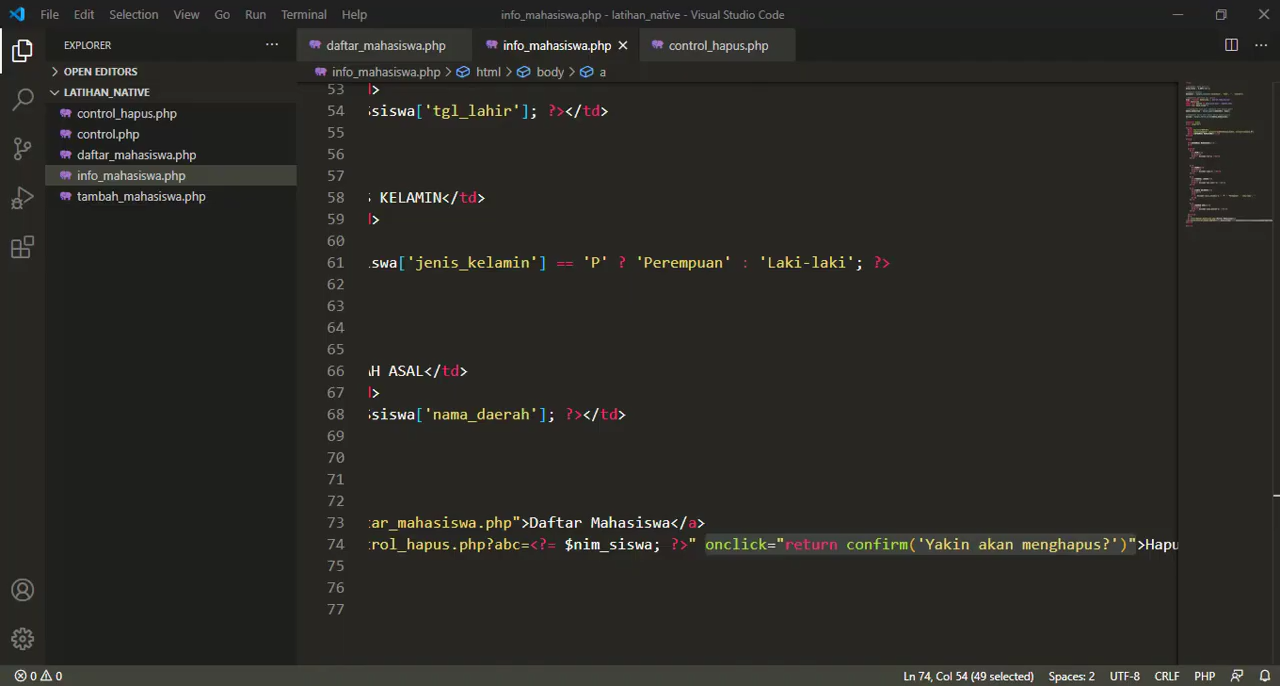 File Edit Selection View Go Run Terminal Help
info_mahasiswa.php - latihan_native - Visual Studio Code
EXPLORER ...
daftar_mahasiswa.php info_mahasiswa.php control_hapus.php
OPEN EDITORS
info_mahasiswa.php > html > body > a
LATIHAN_NATIVE
control_hapus.php
control.php
daftar_mahasiswa.php
info_mahasiswa.php
tambah_mahasiswa.php
53 >
54 siswa['tgl_lahir']; ?></td>
55
56
57
58 KELAMIN</td>
59 >
60
61 swa['jenis_kelamin'] == 'P' ? 'Perempuan' : 'Laki-laki'; ?>
62
63
64
65
66 H ASAL</td>
67 >
68 siswa['nama_daerah']; ?></td>
69
70
71
72
73 ar_mahasiswa.php">Daftar Mahasiswa</a>
74 rol_hapus.php?abc=<?= $nim_siswa; ?>" onclick="return confirm('Yakin akan menghapus?')">Hapu
75
76
77
0 0
Ln 74, Col 54 (49 selected) Spaces: 2 UTF-8 CRLF PHP